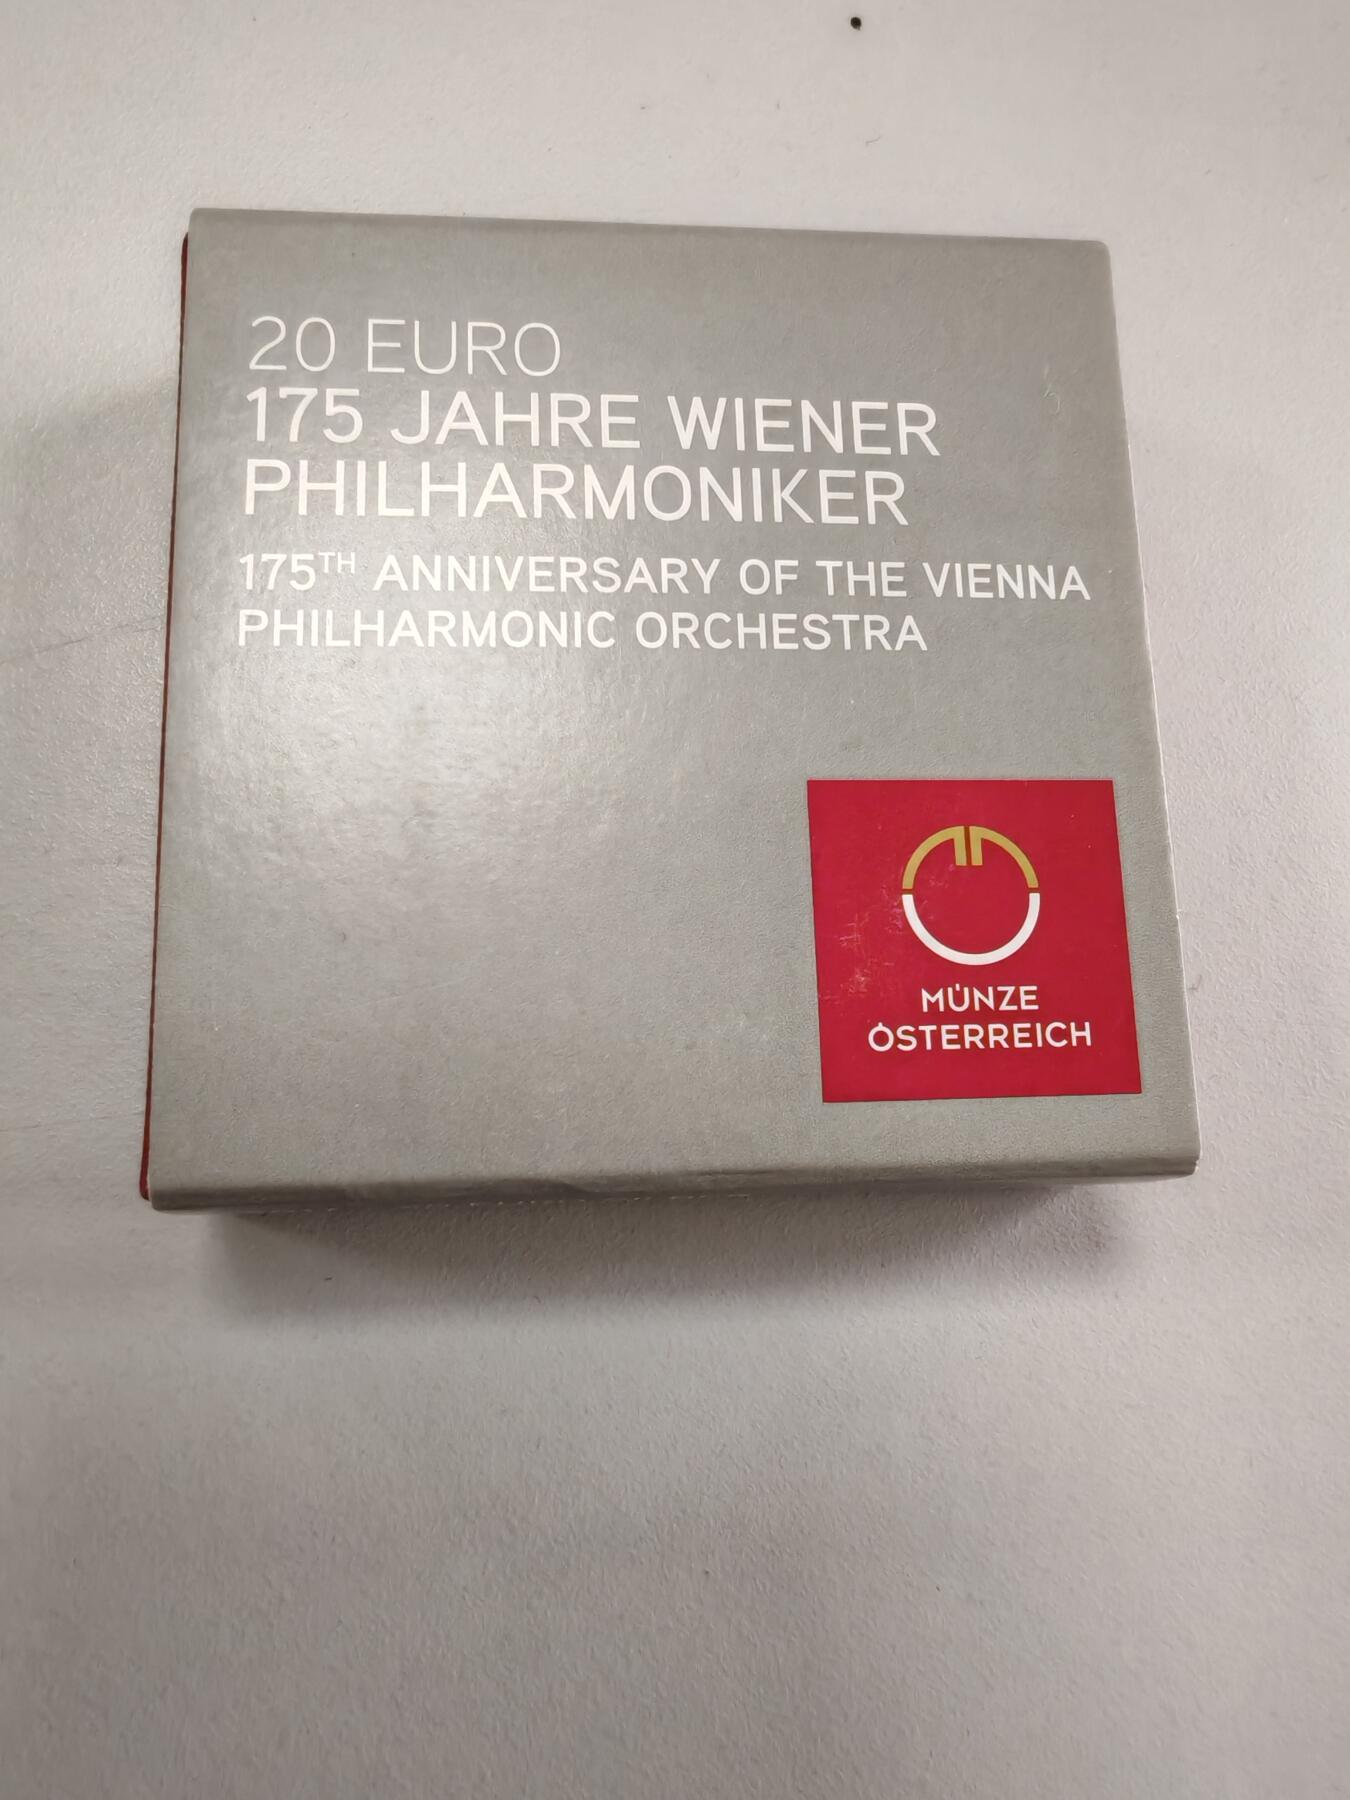 20 EURO
175 JAHRE WIENER
PHILHARMONIKER
175TH ANNIVERSARY OF THE VIENNA
PHILHARMONIC ORCHESTRA
MÜNZE
ÖSTERREICH